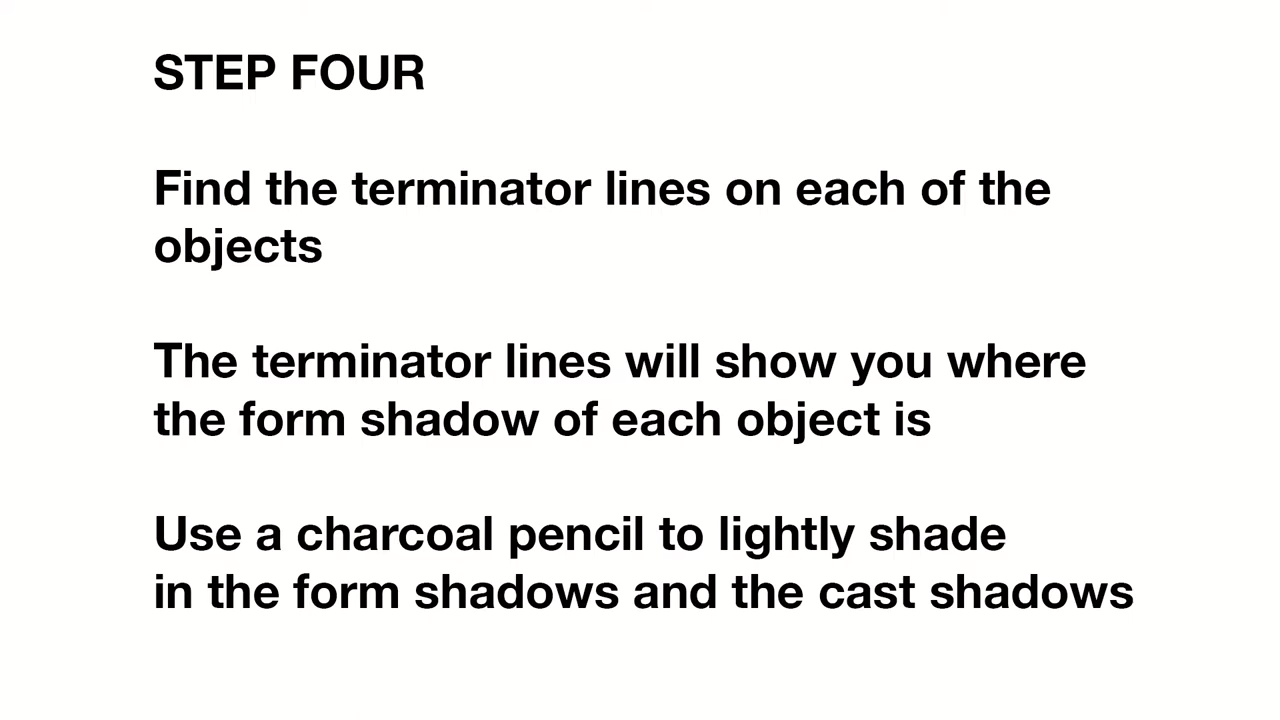 STEP FOUR
Find the terminator lines on each of the
objects
The terminator lines will show you where
the form shadow of each object is
Use a charcoal pencil to lightly shade
in the form shadows and the cast shadows